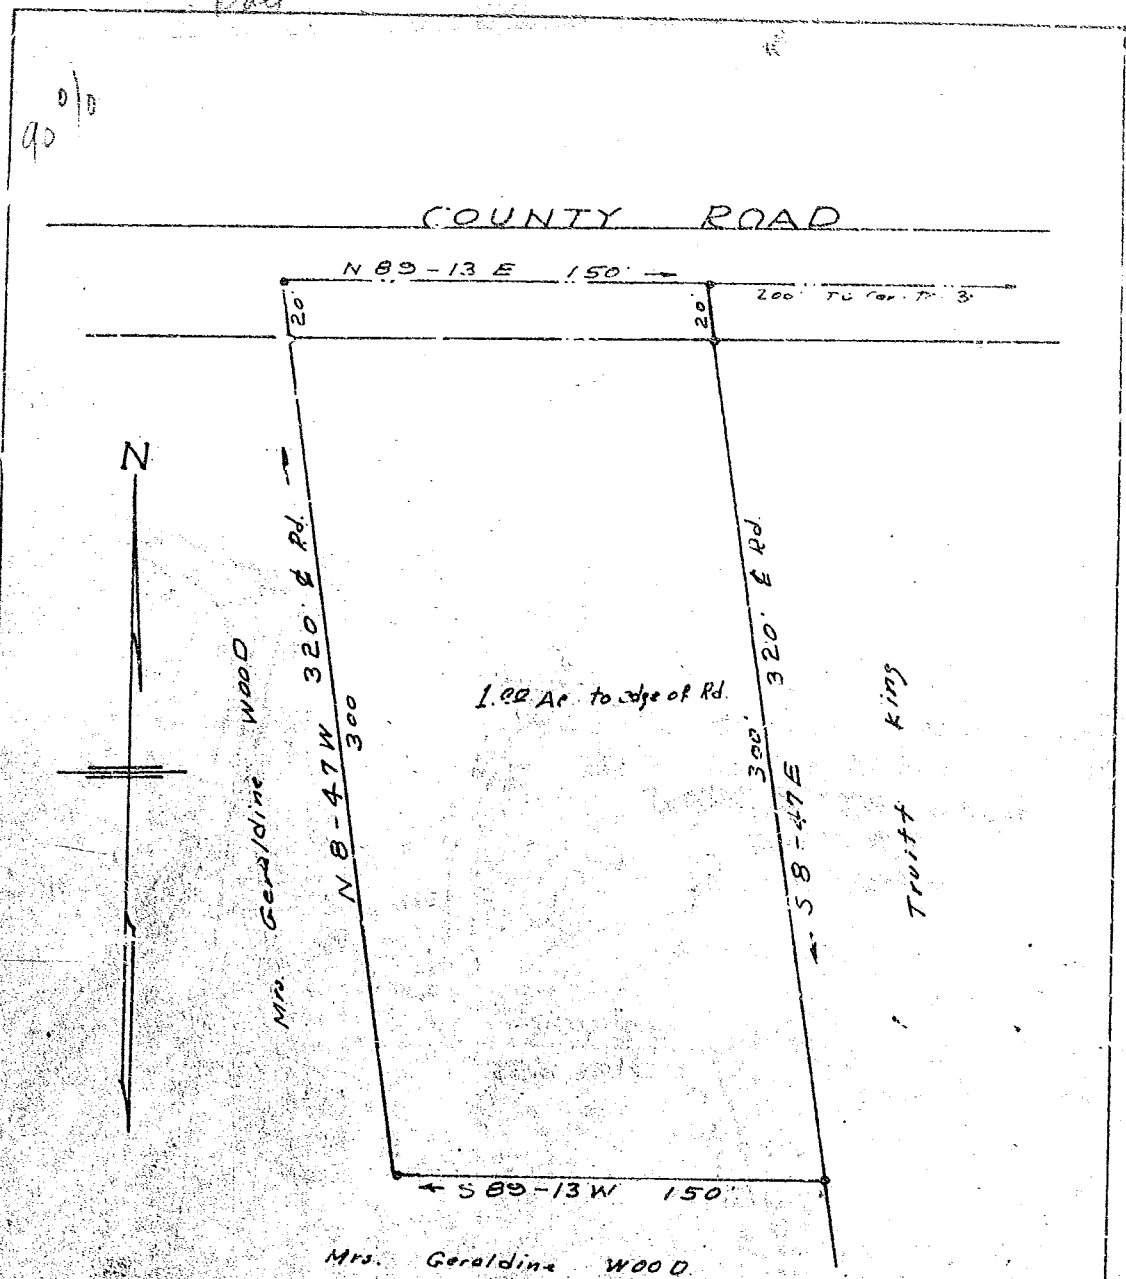 90
COUNTY ROAD
N 89-13 E 150' →
200' To Cor. Tr. 3
20'
20'
N
N 8-47 W 320' ℄ Rd. →
300
1.02 Ac to edge of Rd.
320' ℄ Rd.
300'
← S 8-47 E
Mrs. Geraldine WOOD
Truitt King
← S 89-13 W 150'
Mrs. Geraldine WOOD